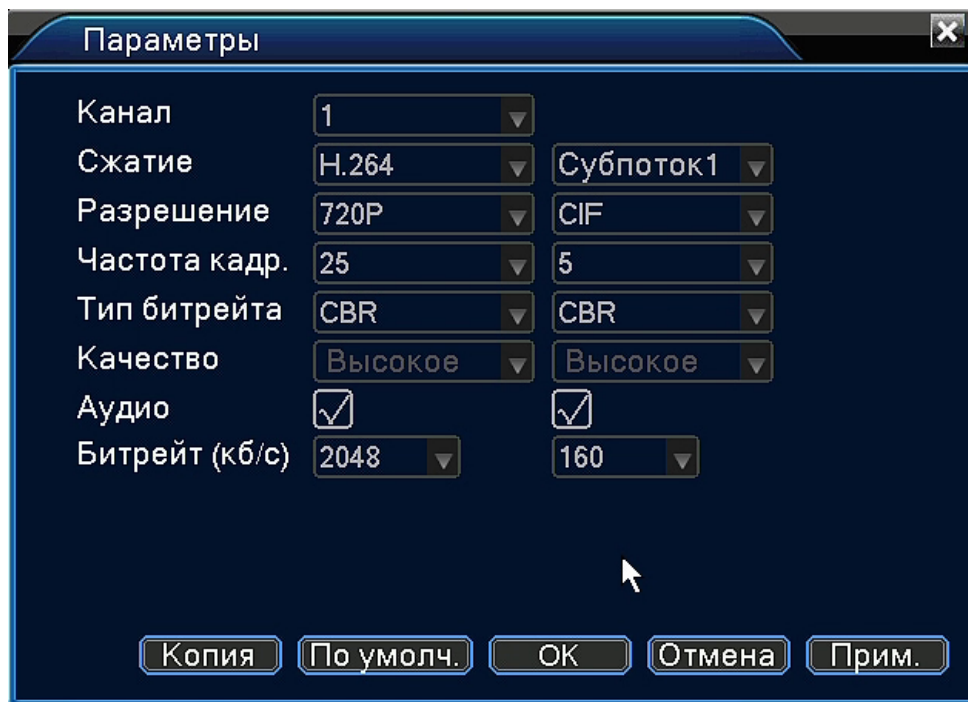 Параметры
Канал 1
Сжатие H.264 Субпоток1
Разрешение 720P CIF
Частота кадр. 25 5
Тип битрейта CBR CBR
Качество Высокое Высокое
Аудио
Битрейт (кб/с) 2048 160
Копия По умолч. OK Отмена Прим.